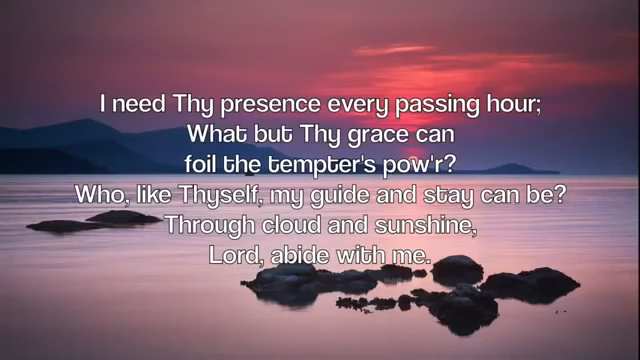 I need Thy presence every passing hour;
What but Thy grace can
foil the tempter's pow'r?
Who, like Thyself, my guide and stay can be?
Through cloud and sunshine,
Lord, abide with me.